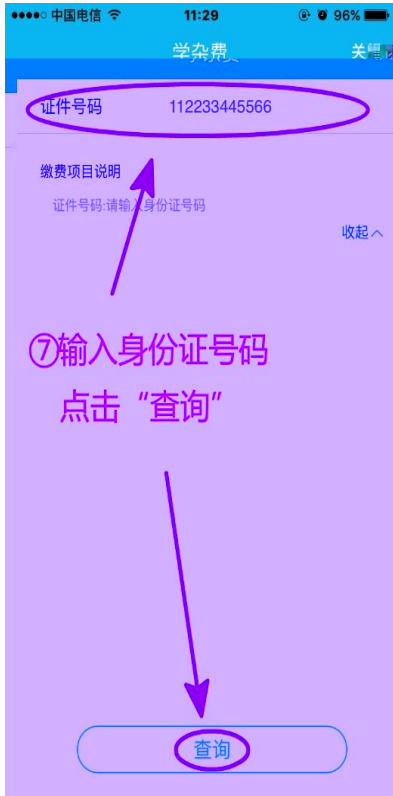 中国电信 11:29 96%
学杂费
证件号码 112233445566
缴费项目说明
证件号码:请输入身份证号码
收起
⑦输入身份证号码
点击“查询”
查询